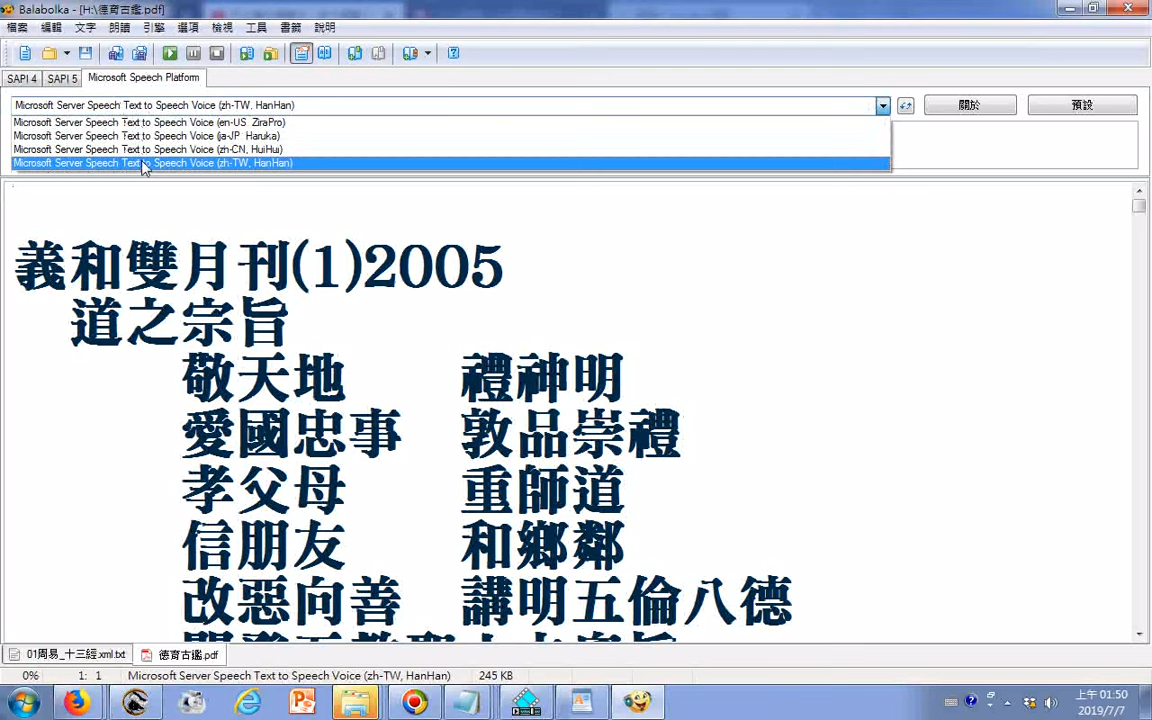 Balabolka - [H:\德育古鑑.pdf]
檔案 編輯 文字 朗讀 引擎 選項 檢視 工具 書籤 說明
SAPI 4 SAPI 5 Microsoft Speech Platform
Microsoft Server Speech Text to Speech Voice (zh-TW, HanHan) 關於 預設
Microsoft Server Speech Text to Speech Voice (en-US ZiraPro)
Microsoft Server Speech Text to Speech Voice (ja-JP Haruka)
Microsoft Server Speech Text to Speech Voice (zh-CN, HuiHui)
Microsoft Server Speech Text to Speech Voice (zh-TW, HanHan)
義和雙月刊(1)2005
道之宗旨
敬天地 禮神明
愛國忠事 敦品崇禮
孝父母 重師道
信朋友 和鄉鄰
改惡向善 講明五倫八德
01周易_十三經.xml.txt 德育古鑑.pdf
0% 1: 1 Microsoft Server Speech Text to Speech Voice (zh-TW, HanHan) 245 KB
上午 01:50
2019/7/7